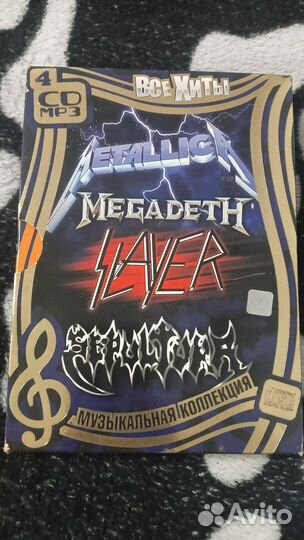 4
CD
MP3
Все Хиты
METALLICA
MEGADETH
SLAYER
SEPULTURA
МУЗЫКАЛЬНАЯ КОЛЛЕКЦИЯ
Avito